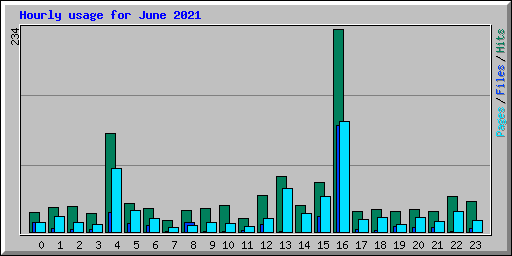 Hourly usage for June 2021
234
Pages/Files/Hits
0 1 2 3 4 5 6 7 8 9 10 11 12 13 14 15 16 17 18 19 20 21 22 23